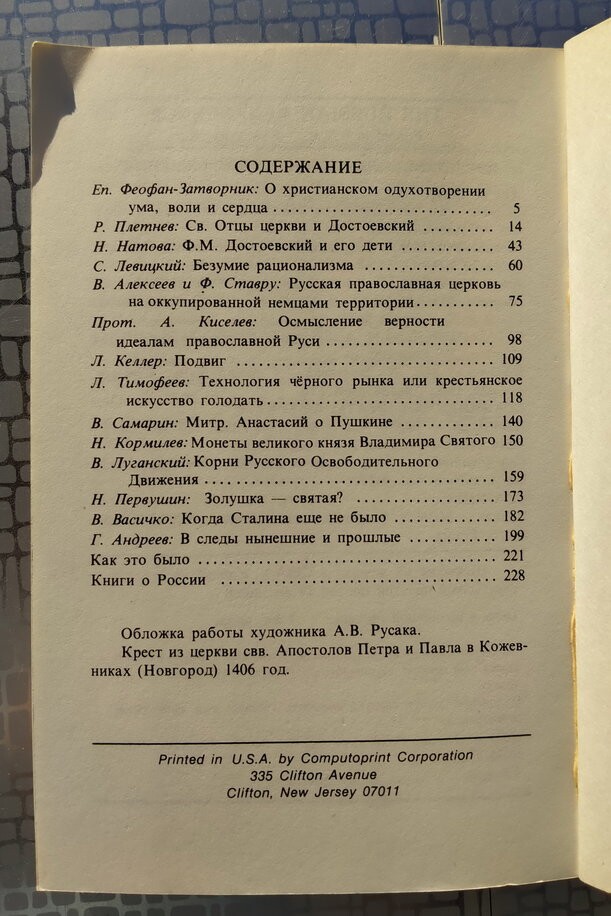 СОДЕРЖАНИЕ
Еп. Феофан-Затворник: О христианском одухотворении
ума, воли и сердца ................................ 5
Р. Плетнев: Св. Отцы церкви и Достоевский ............... 14
Н. Натова: Ф.М. Достоевский и его дети .................. 43
С. Левицкий: Безумие рационализма ................... 60
В. Алексеев и Ф. Ставру: Русская православная церковь
на оккупированной немцами территории........... 75
Прот. А. Киселев: Осмысление верности
идеалам православной Руси ......................... 98
Л. Келлер: Подвиг ...................................... 109
Л. Тимофеев: Технология чёрного рынка или крестьянское
искусство голодать.................................. 118
В. Самарин: Митр. Анастасий о Пушкине .................. 140
Н. Кормилев: Монеты великого князя Владимира Святого 150
В. Луганский: Корни Русского Освободительного
Движения........................................... 159
Н. Первушин: Золушка — святая? .................... 173
В. Васичко: Когда Сталина еще не было ................... 182
Г. Андреев: В следы нынешние и прошлые .................. 199
Как это было ............................................ 221
Книги о России ........................................ 228
Обложка работы художника А.В. Русака.
Крест из церкви свв. Апостолов Петра и Павла в Кожев-
никах (Новгород) 1406 год.
Printed in U.S.A. by Computoprint Corporation
335 Clifton Avenue
Clifton, New Jersey 07011